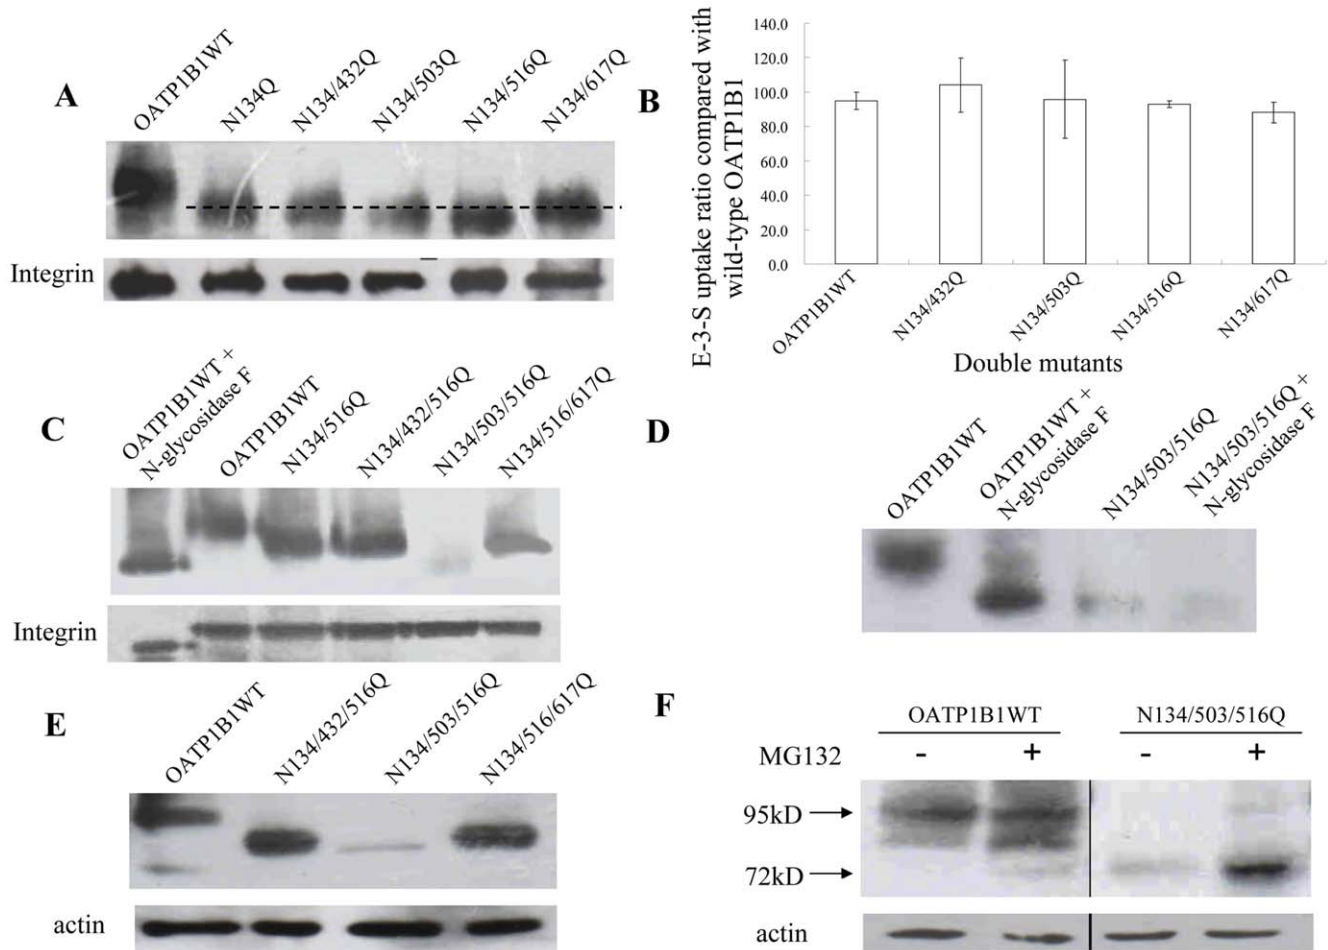 A
OATP1B1WT
N134Q
N134/432Q
N134/503Q
N134/516Q
N134/617Q
Integrin
B
E-3-S uptake ratio compared with
wild-type OATP1B1
140.0
120.0
100.0
80.0
60.0
40.0
20.0
0.0
OATP1B1WT
N134/432Q
N134/503Q
N134/516Q
N134/617Q
Double mutants
C
OATP1B1WT +
N-glycosidase F
OATP1B1WT
N134/516Q
N134/432/516Q
N134/503/516Q
N134/516/617Q
Integrin
D
OATP1B1WT
OATP1B1WT +
N-glycosidase F
N134/503/516Q
N134/503/516Q +
N-glycosidase F
E
OATP1B1WT
N134/432/516Q
N134/503/516Q
N134/516/617Q
actin
F
OATP1B1WT
N134/503/516Q
MG132 - + - +
95kD
72kD
actin